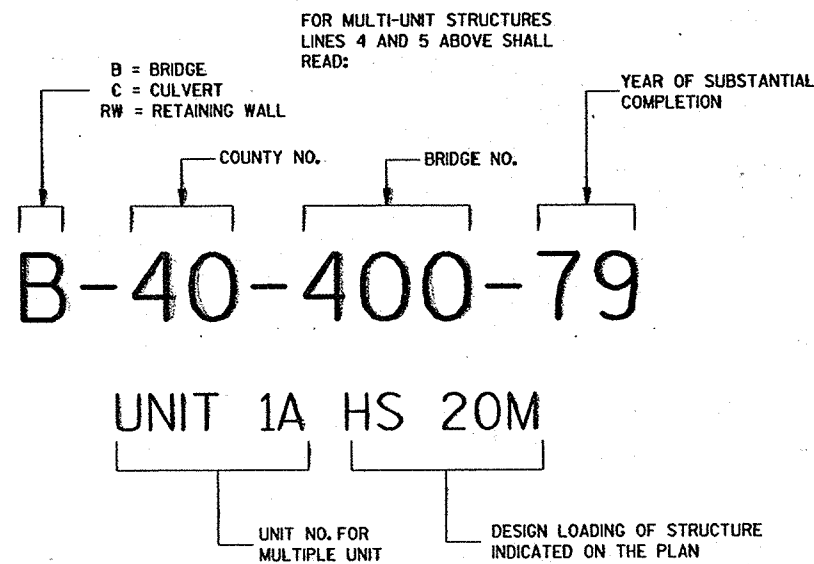 FOR MULTI-UNIT STRUCTURES
LINES 4 AND 5 ABOVE SHALL
READ:
B = BRIDGE
C = CULVERT
RW = RETAINING WALL
YEAR OF SUBSTANTIAL
COMPLETION
COUNTY NO.
BRIDGE NO.
B-40-400-79
UNIT 1A HS 20M
UNIT NO. FOR
MULTIPLE UNIT
DESIGN LOADING OF STRUCTURE
INDICATED ON THE PLAN